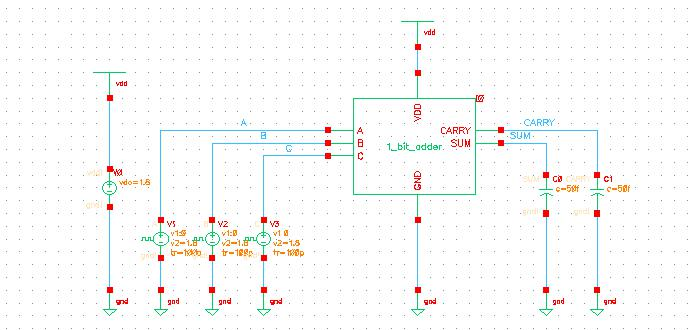 vdd
vdd
A
B
C
VDD
A
B
C
1_bit_adder
CARRY
SUM
GND
CARRY
SUM
vdc=1.8
V1
v1:0
v2=1.8
tr=100p
V2
v1:0
v2=1.8
tr=100p
V3
v1:0
v2=1.8
tr=100p
C0
c=50f
C1
c=50f
gnd
gnd
gnd
gnd
gnd
gnd
gnd